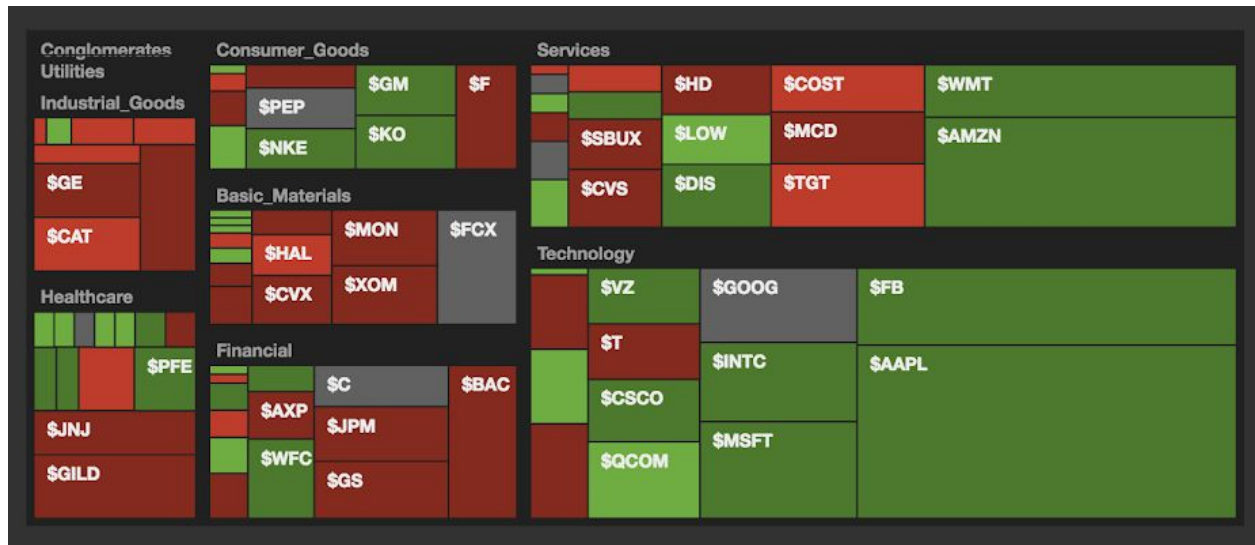 Conglomerates
Utilities
Industrial_Goods
$GE
$CAT
Healthcare
$PFE
$JNJ
$GILD
Consumer_Goods
$PEP
$NKE
$GM
$KO
$F
Basic_Materials
$HAL
$CVX
$MON
$XOM
$FCX
Financial
$AXP
$WFC
$C
$JPM
$GS
$BAC
Services
$SBUX
$CVS
$HD
$LOW
$DIS
$COST
$MCD
$TGT
$WMT
$AMZN
Technology
$VZ
$T
$CSCO
$QCOM
$GOOG
$INTC
$MSFT
$FB
$AAPL